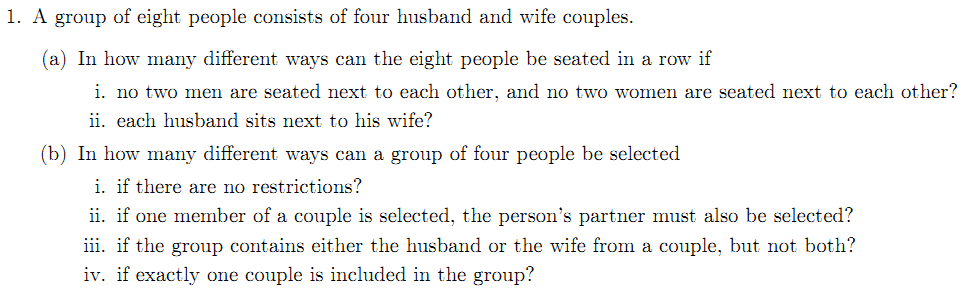 1. A group of eight people consists of four husband and wife couples.
(a) In how many different ways can the eight people be seated in a row if
i. no two men are seated next to each other, and no two women are seated next to each other?
ii. each husband sits next to his wife?
(b) In how many different ways can a group of four people be selected
i. if there are no restrictions?
ii. if one member of a couple is selected, the person's partner must also be selected?
iii. if the group contains either the husband or the wife from a couple, but not both?
iv. if exactly one couple is included in the group?